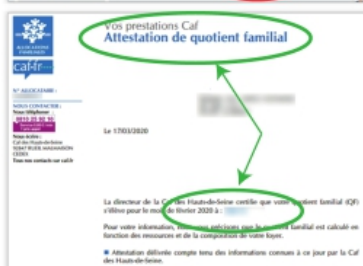 Vos prestations Caf
Attestation de quotient familial
ALLOCATIONS
FAMILIALES
caf.fr
N° ALLOCATAIRE :
NOUS CONTACTER :
Nous téléphoner
0810 25 92 10
Nous écrire :
Caf des Hauts-de-Seine
92847 RUEIL MALMAISON
CEDEX
Tous nos contacts sur caf.fr
Le 17/03/2020
La directeur de la Caf des Hauts-de-Seine certifie que votre quotient familial (QF)
s'élève pour le mois de février 2020 à :
Pour votre information, nous vous précisons que le quotient familial est calculé en
fonction des ressources et de la composition de votre foyer.
Attestation délivrée compte tenu des informations connues à ce jour par la Caf
des Hauts-de-Seine.